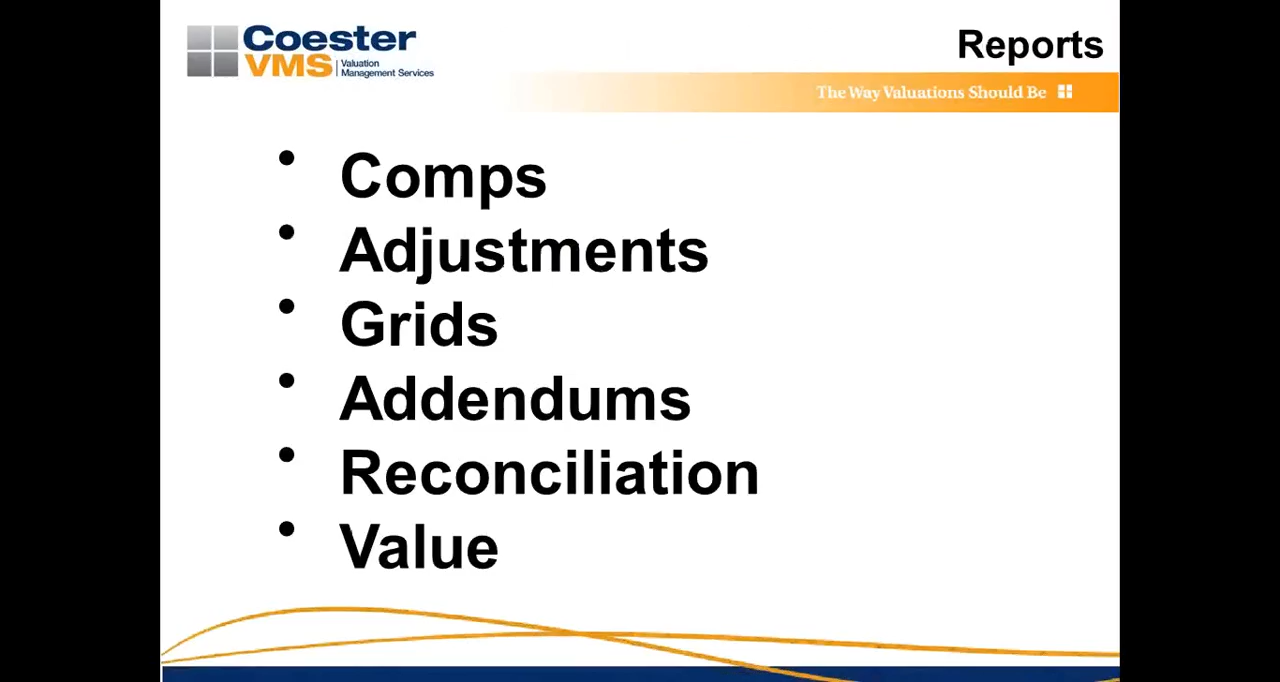 Coester
VMS
Valuation
Management Services
Reports
The Way Valuations Should Be
• Comps
• Adjustments
• Grids
• Addendums
• Reconciliation
• Value